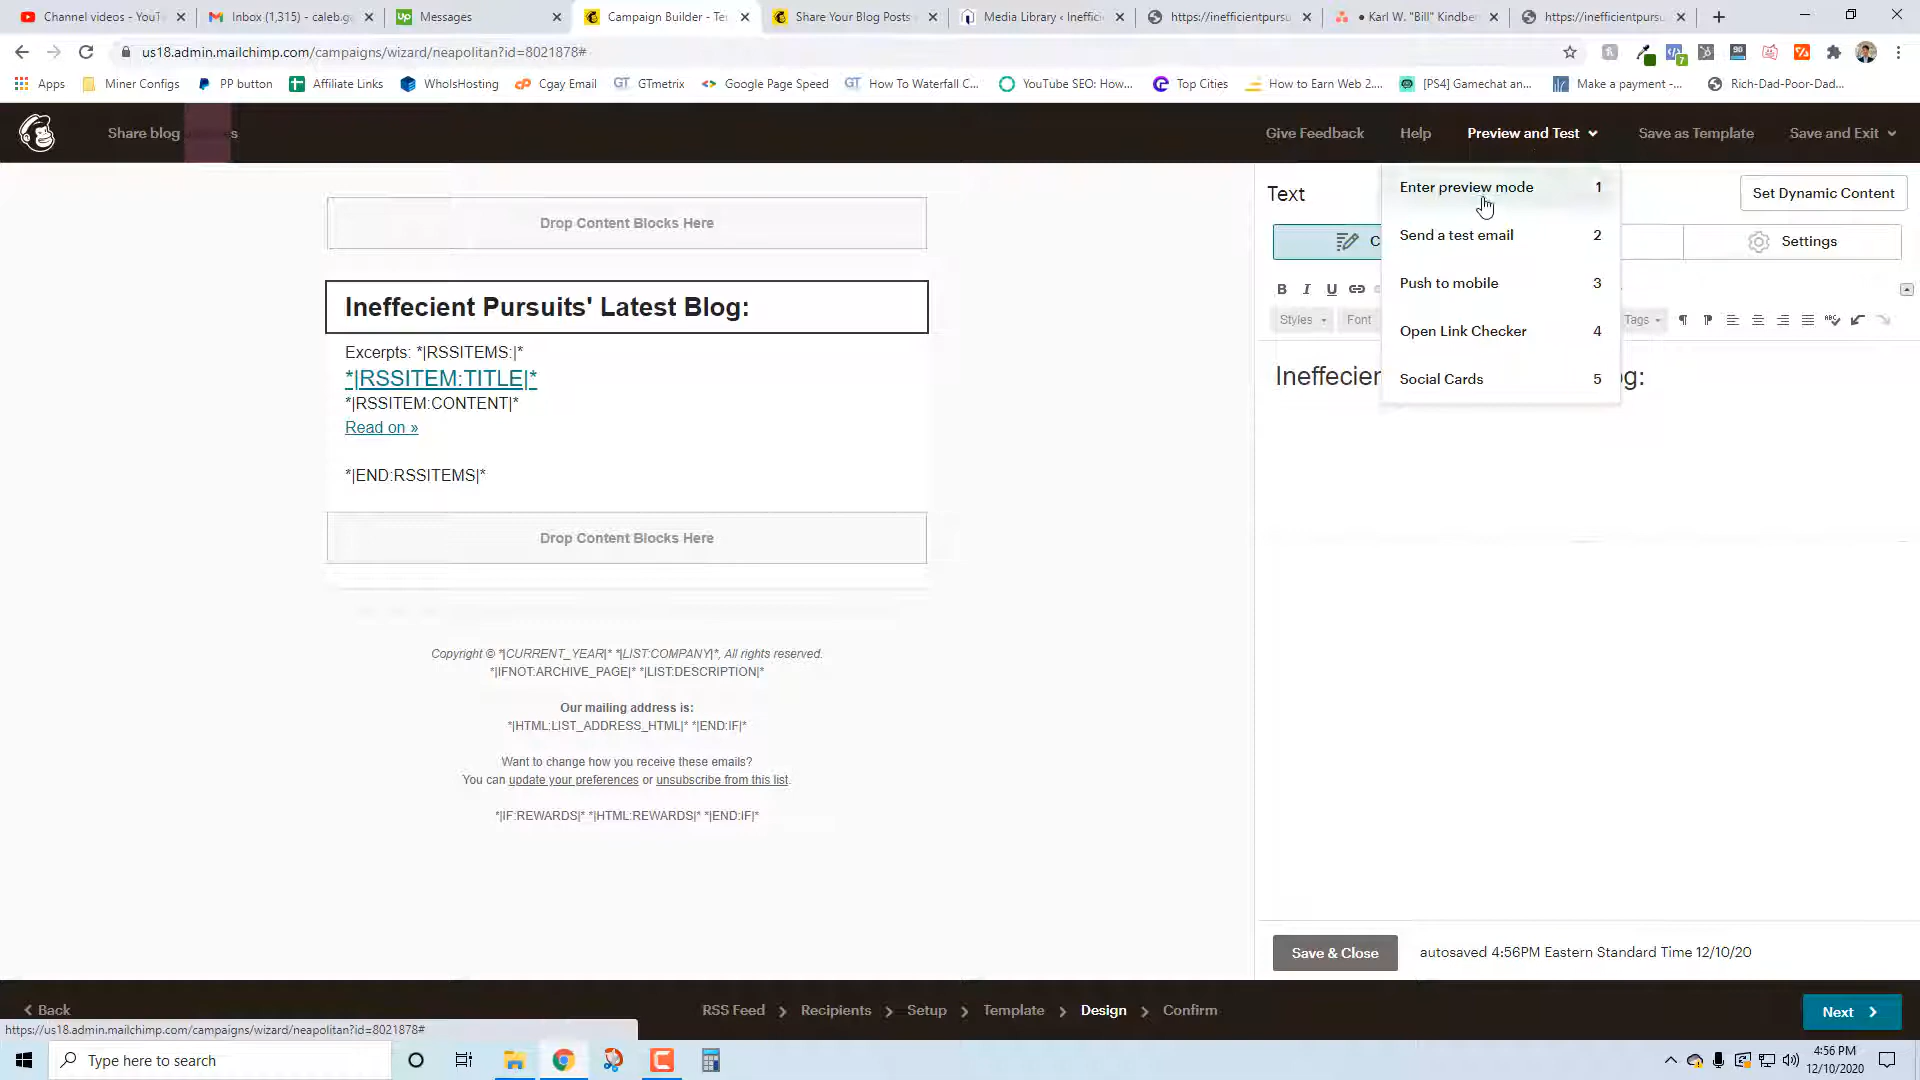 Channel videos - YouT
Inbox (1,315) - caleb.g
Messages
Campaign Builder - Te
Share Your Blog Posts
Media Library ‹ Ineffici
https://inefficientpursu
Karl W. "Bill" Kindbe
https://inefficientpursu
us18.admin.mailchimp.com/campaigns/wizard/neapolitan?id=8021878#
Apps
Miner Configs
PP button
Affiliate Links
WhoIsHosting
Cgay Email
GTmetrix
Google Page Speed
How To Waterfall C...
YouTube SEO: How...
Top Cities
How to Earn Web 2....
[PS4] Gamechat an...
Make a payment -...
Rich-Dad-Poor-Dad...
Share blog
s
Give Feedback
Help
Preview and Test
Save as Template
Save and Exit
Enter preview mode 1
Send a test email 2
Push to mobile 3
Open Link Checker 4
Social Cards 5
Text
Set Dynamic Content
C
Settings
B I U
Styles
Font
Tags
Ineffecien
og:
Drop Content Blocks Here
Ineffecient Pursuits' Latest Blog:
Excerpts: *|RSSITEMS:|*
*|RSSITEM:TITLE|*
*|RSSITEM:CONTENT|*
Read on »
*|END:RSSITEMS|*
Drop Content Blocks Here
Copyright © *|CURRENT_YEAR|* *|LIST:COMPANY|*, All rights reserved.
*|IFNOT:ARCHIVE_PAGE|* *|LIST:DESCRIPTION|*
Our mailing address is:
*|HTML:LIST_ADDRESS_HTML|* *|END:IF|*
Want to change how you receive these emails?
You can update your preferences or unsubscribe from this list.
*|IF:REWARDS|* *|HTML:REWARDS|* *|END:IF|*
Save & Close
autosaved 4:56PM Eastern Standard Time 12/10/20
Back
RSS Feed
Recipients
Setup
Template
Design
Confirm
Next
https://us18.admin.mailchimp.com/campaigns/wizard/neapolitan?id=8021878#
Type here to search
4:56 PM
12/10/2020